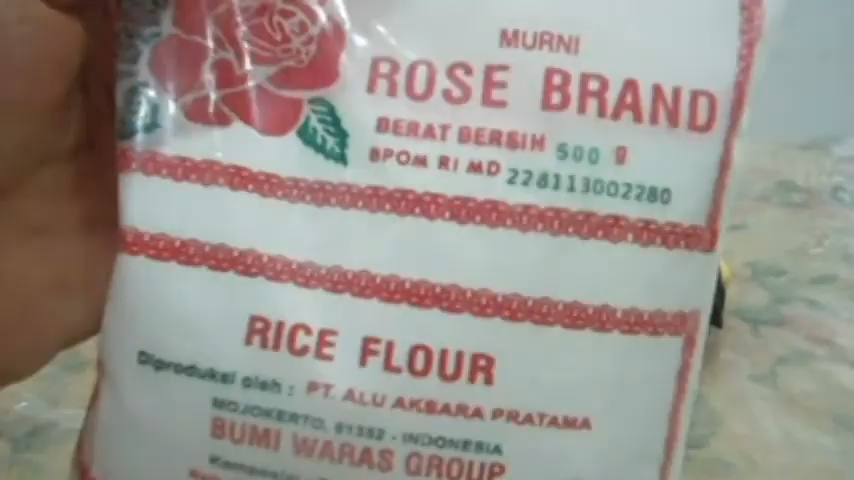 MURNI
ROSE BRAND
BERAT BERSIH 500 g
BPOM RI MD 228113002280
RICE FLOUR
Diproduksi oleh : PT. ALU AKSARA PRATAMA
MOJOKERTO, 61352 - INDONESIA
BUMI WARAS GROUP